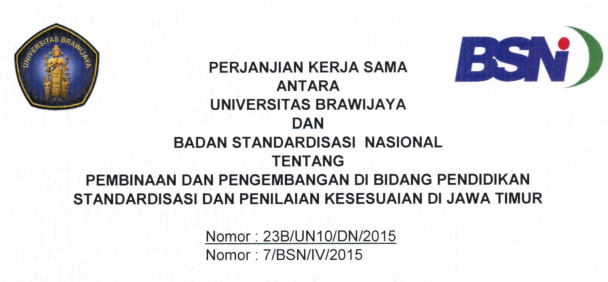 UNIVERSITAS BRAWIJAYA
BSN
PERJANJIAN KERJA SAMA
ANTARA
UNIVERSITAS BRAWIJAYA
DAN
BADAN STANDARDISASI NASIONAL
TENTANG
PEMBINAAN DAN PENGEMBANGAN DI BIDANG PENDIDIKAN
STANDARDISASI DAN PENILAIAN KESESUAIAN DI JAWA TIMUR
Nomor : 23B/UN10/DN/2015
Nomor : 7/BSN/IV/2015